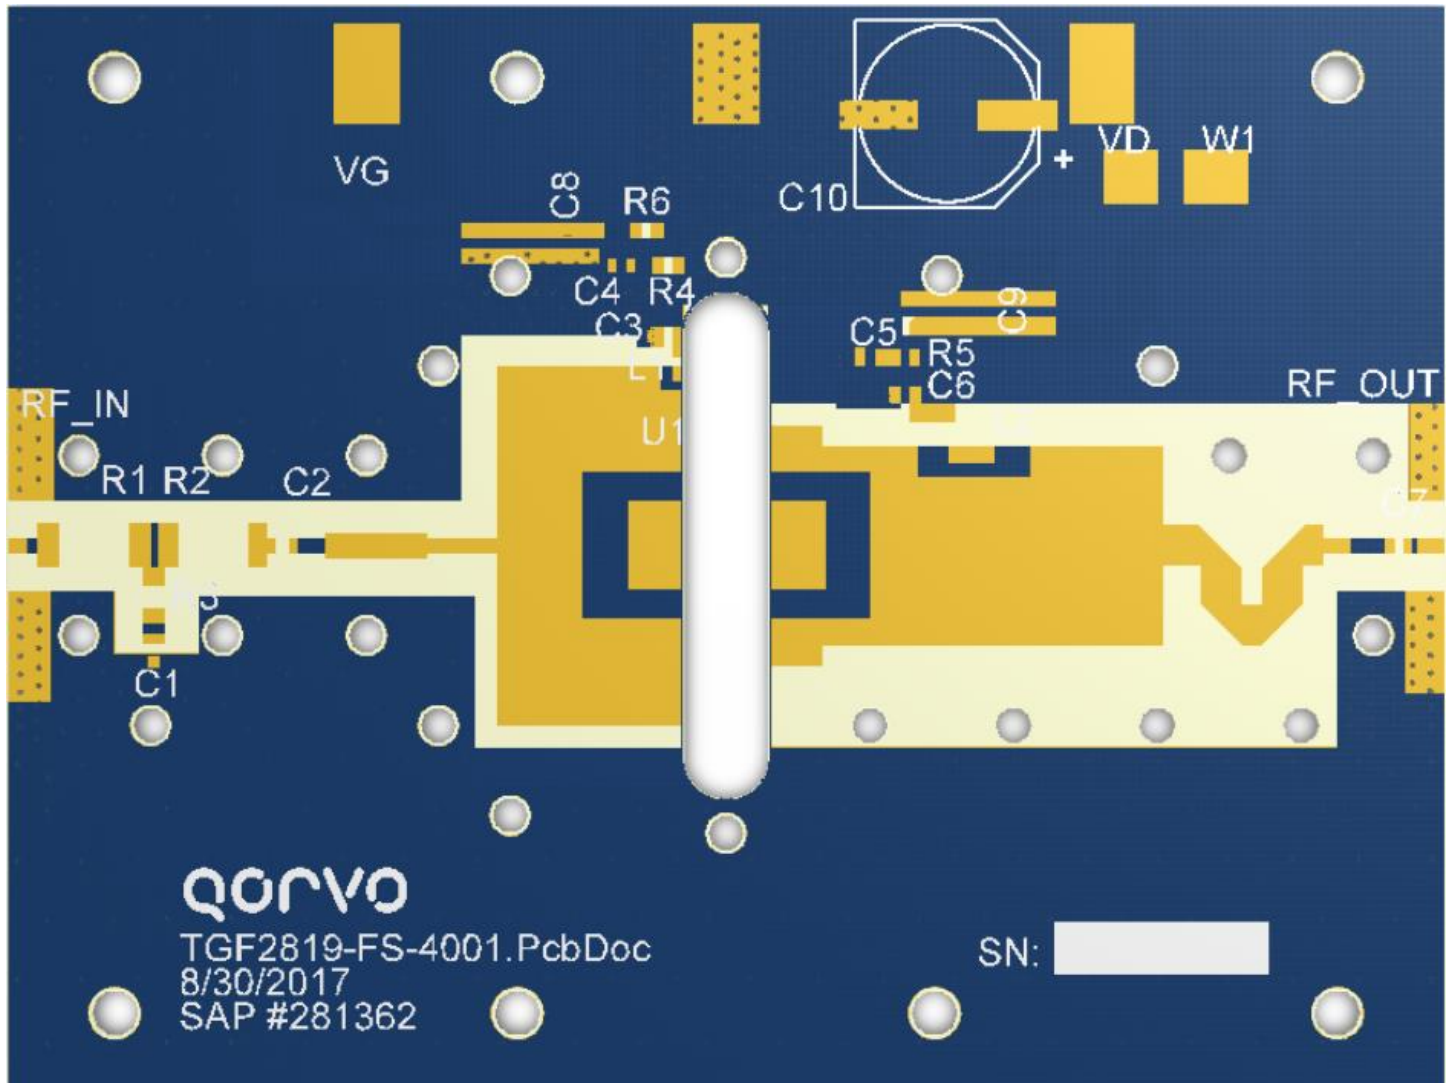 VG
VD
W1
C10
+
C8
R6
C4
R4
C3
C9
C5
R5
C6
RF_IN
RF_OUT
U1
R1
R2
C2
C1
QORVO
TGF2819-FS-4001.PcbDoc
8/30/2017
SAP #281362
SN: